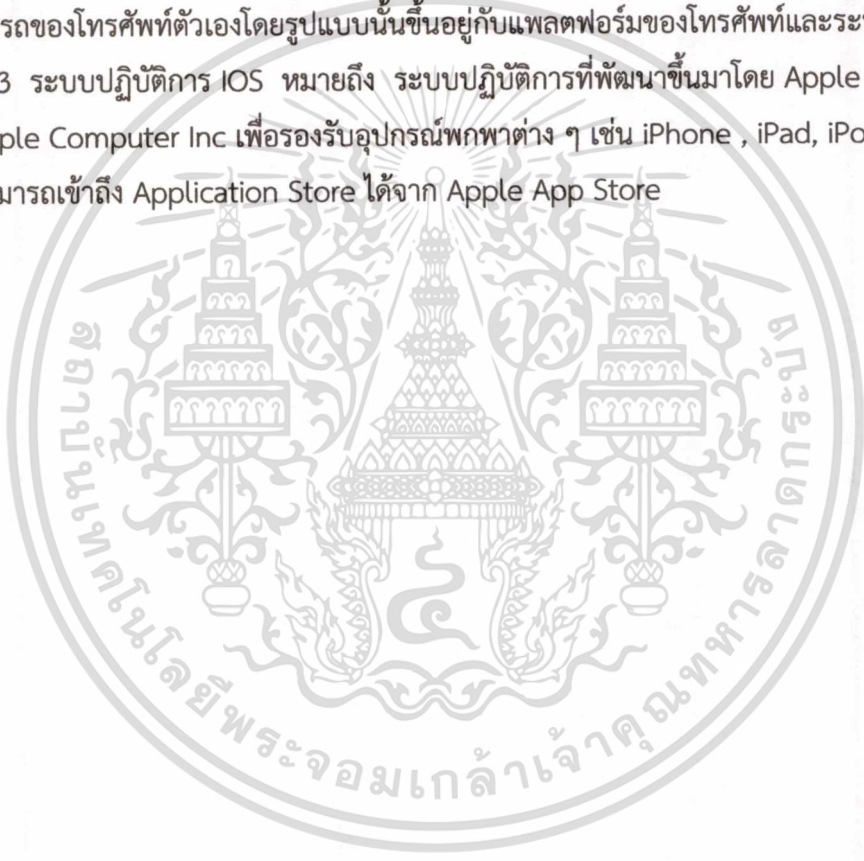 รถของโทรศัพท์ตัวเองโดยรูปแบบนั้นขึ้นอยู่กับแพลตฟอร์มของโทรศัพท์และระ
3 ระบบปฏิบัติการ IOS หมายถึง ระบบปฏิบัติการที่พัฒนาขึ้นมาโดย Apple
ple Computer Inc เพื่อรองรับอุปกรณ์พกพาต่าง ๆ เช่น iPhone , iPad, iPo
มารถเข้าถึง Application Store ได้จาก Apple App Store
สถาบันเทคโนโลยีพระจอมเกล้าเจ้าคุณทหารลาดกระบัง